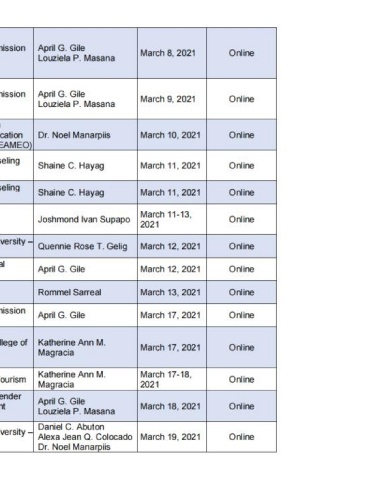 nission
April G. Gile
Louziela P. Masana
March 8, 2021
Online
nission
April G. Gile
Louziela P. Masana
March 9, 2021
Online
cation
EAMEO)
Dr. Noel Manarpiis
March 10, 2021
Online
seling
Shaine C. Hayag
March 11, 2021
Online
seling
Shaine C. Hayag
March 11, 2021
Online
Joshmond Ivan Supapo
March 11-13,
2021
Online
versity –
Quennie Rose T. Gelig
March 12, 2021
Online
al
April G. Gile
March 12, 2021
Online
Rommel Sarreal
March 13, 2021
Online
nission
April G. Gile
March 17, 2021
Online
llege of
Katherine Ann M.
Magracia
March 17, 2021
Online
ourism
Katherine Ann M.
Magracia
March 17-18,
2021
Online
ender
nt
April G. Gile
Louziela P. Masana
March 18, 2021
Online
versity –
Daniel C. Abuton
Alexa Jean Q. Colocado
Dr. Noel Manarpiis
March 19, 2021
Online